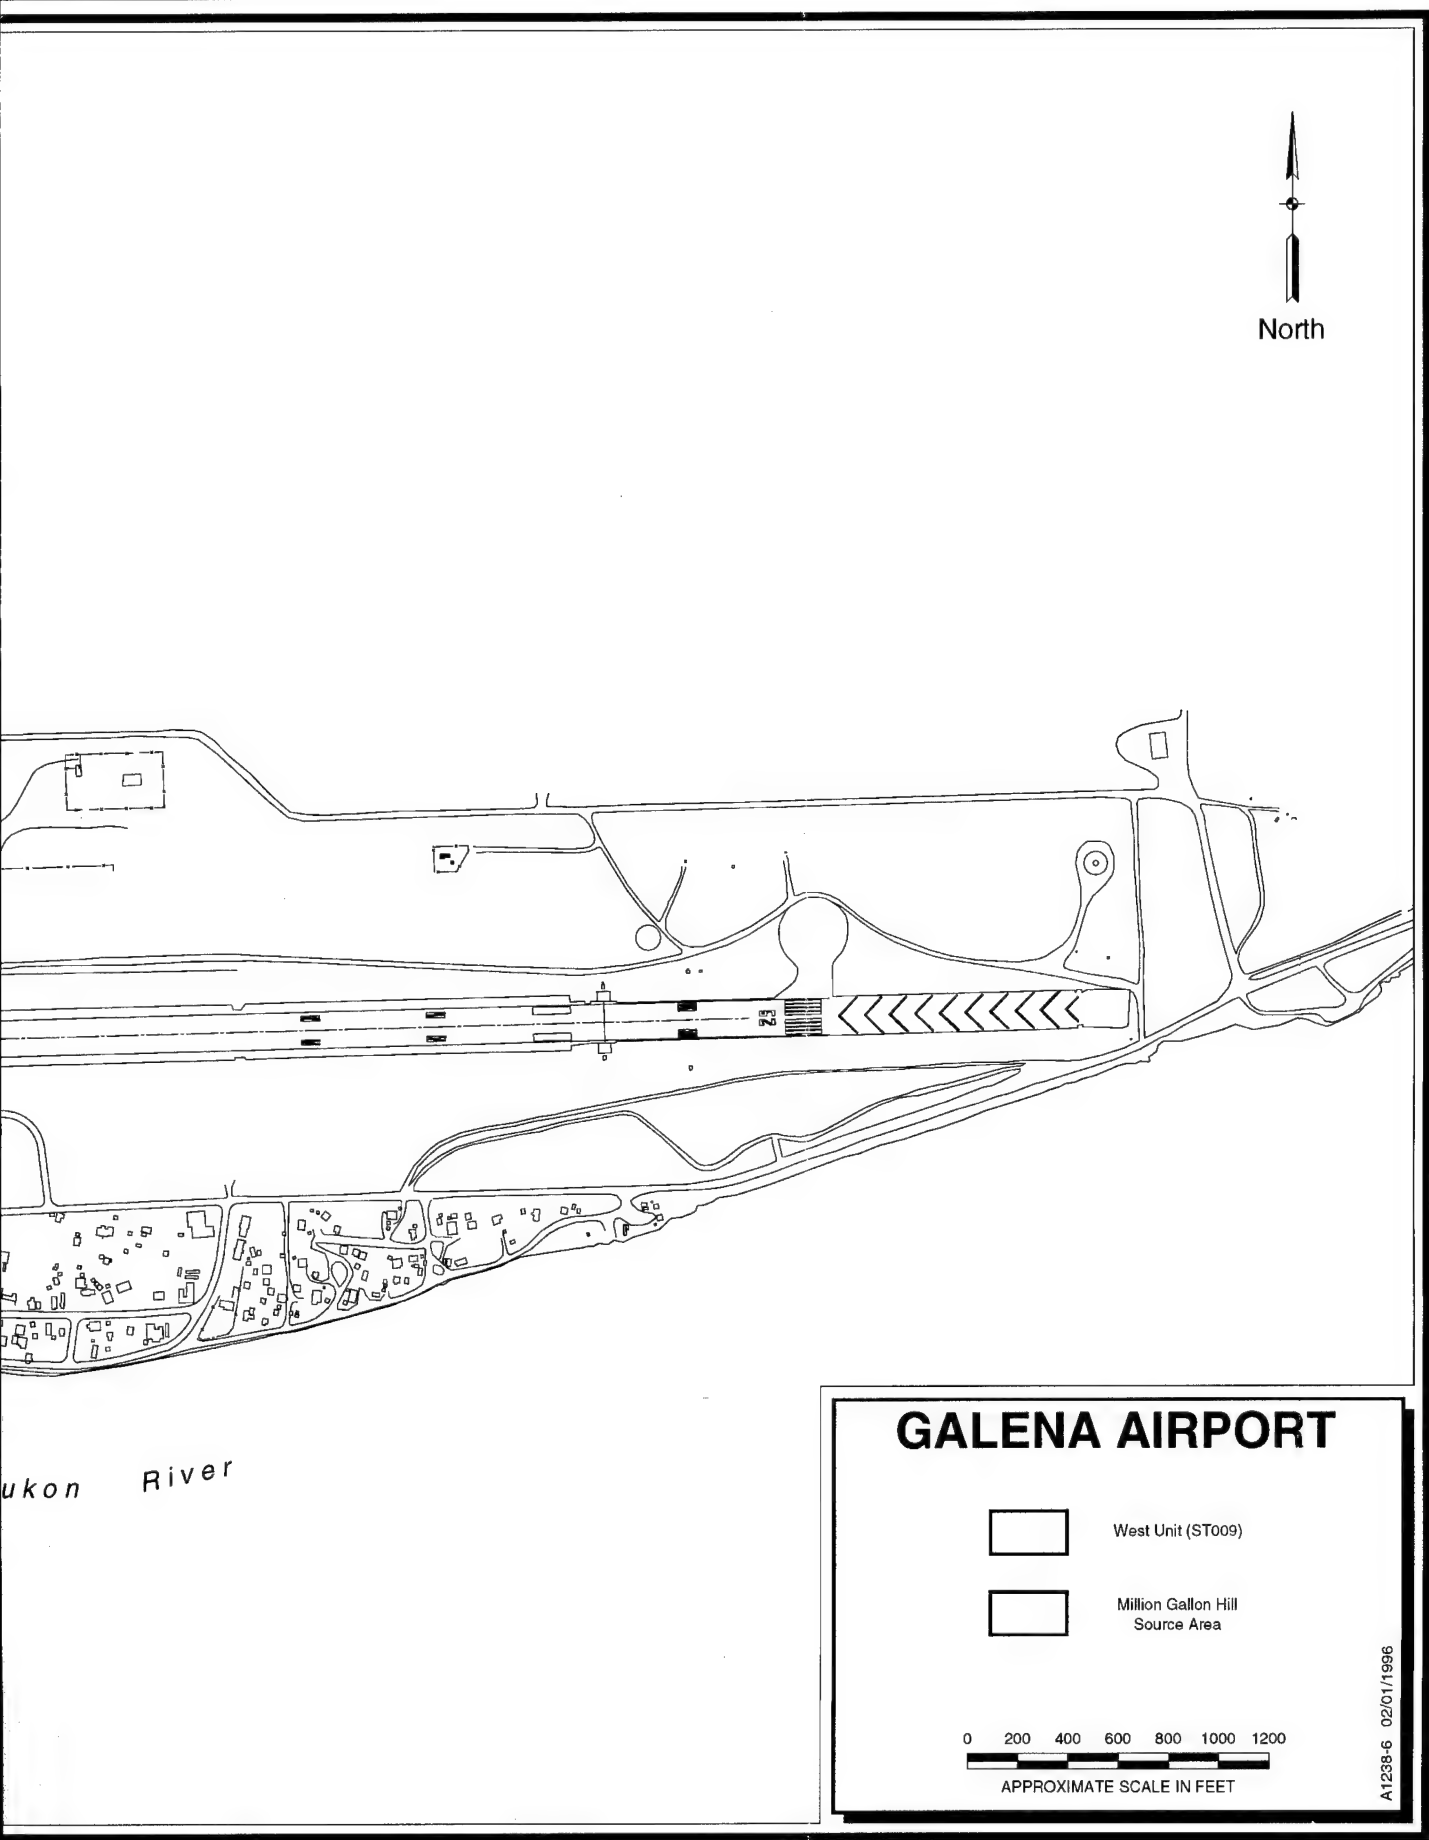 North
25
ukon River
GALENA AIRPORT
West Unit (ST009)
Million Gallon Hill
Source Area
0 200 400 600 800 1000 1200
APPROXIMATE SCALE IN FEET
A1238-6 02/01/1996